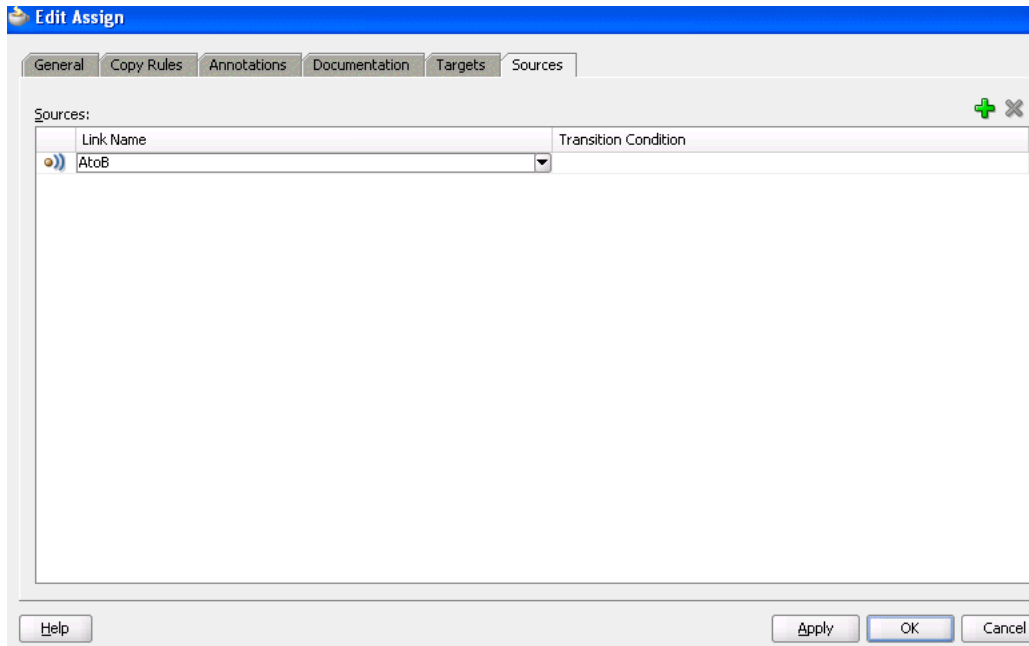 Edit Assign
General Copy Rules Annotations Documentation Targets Sources
Sources:
Link Name Transition Condition
AtoB
Help Apply OK Cancel